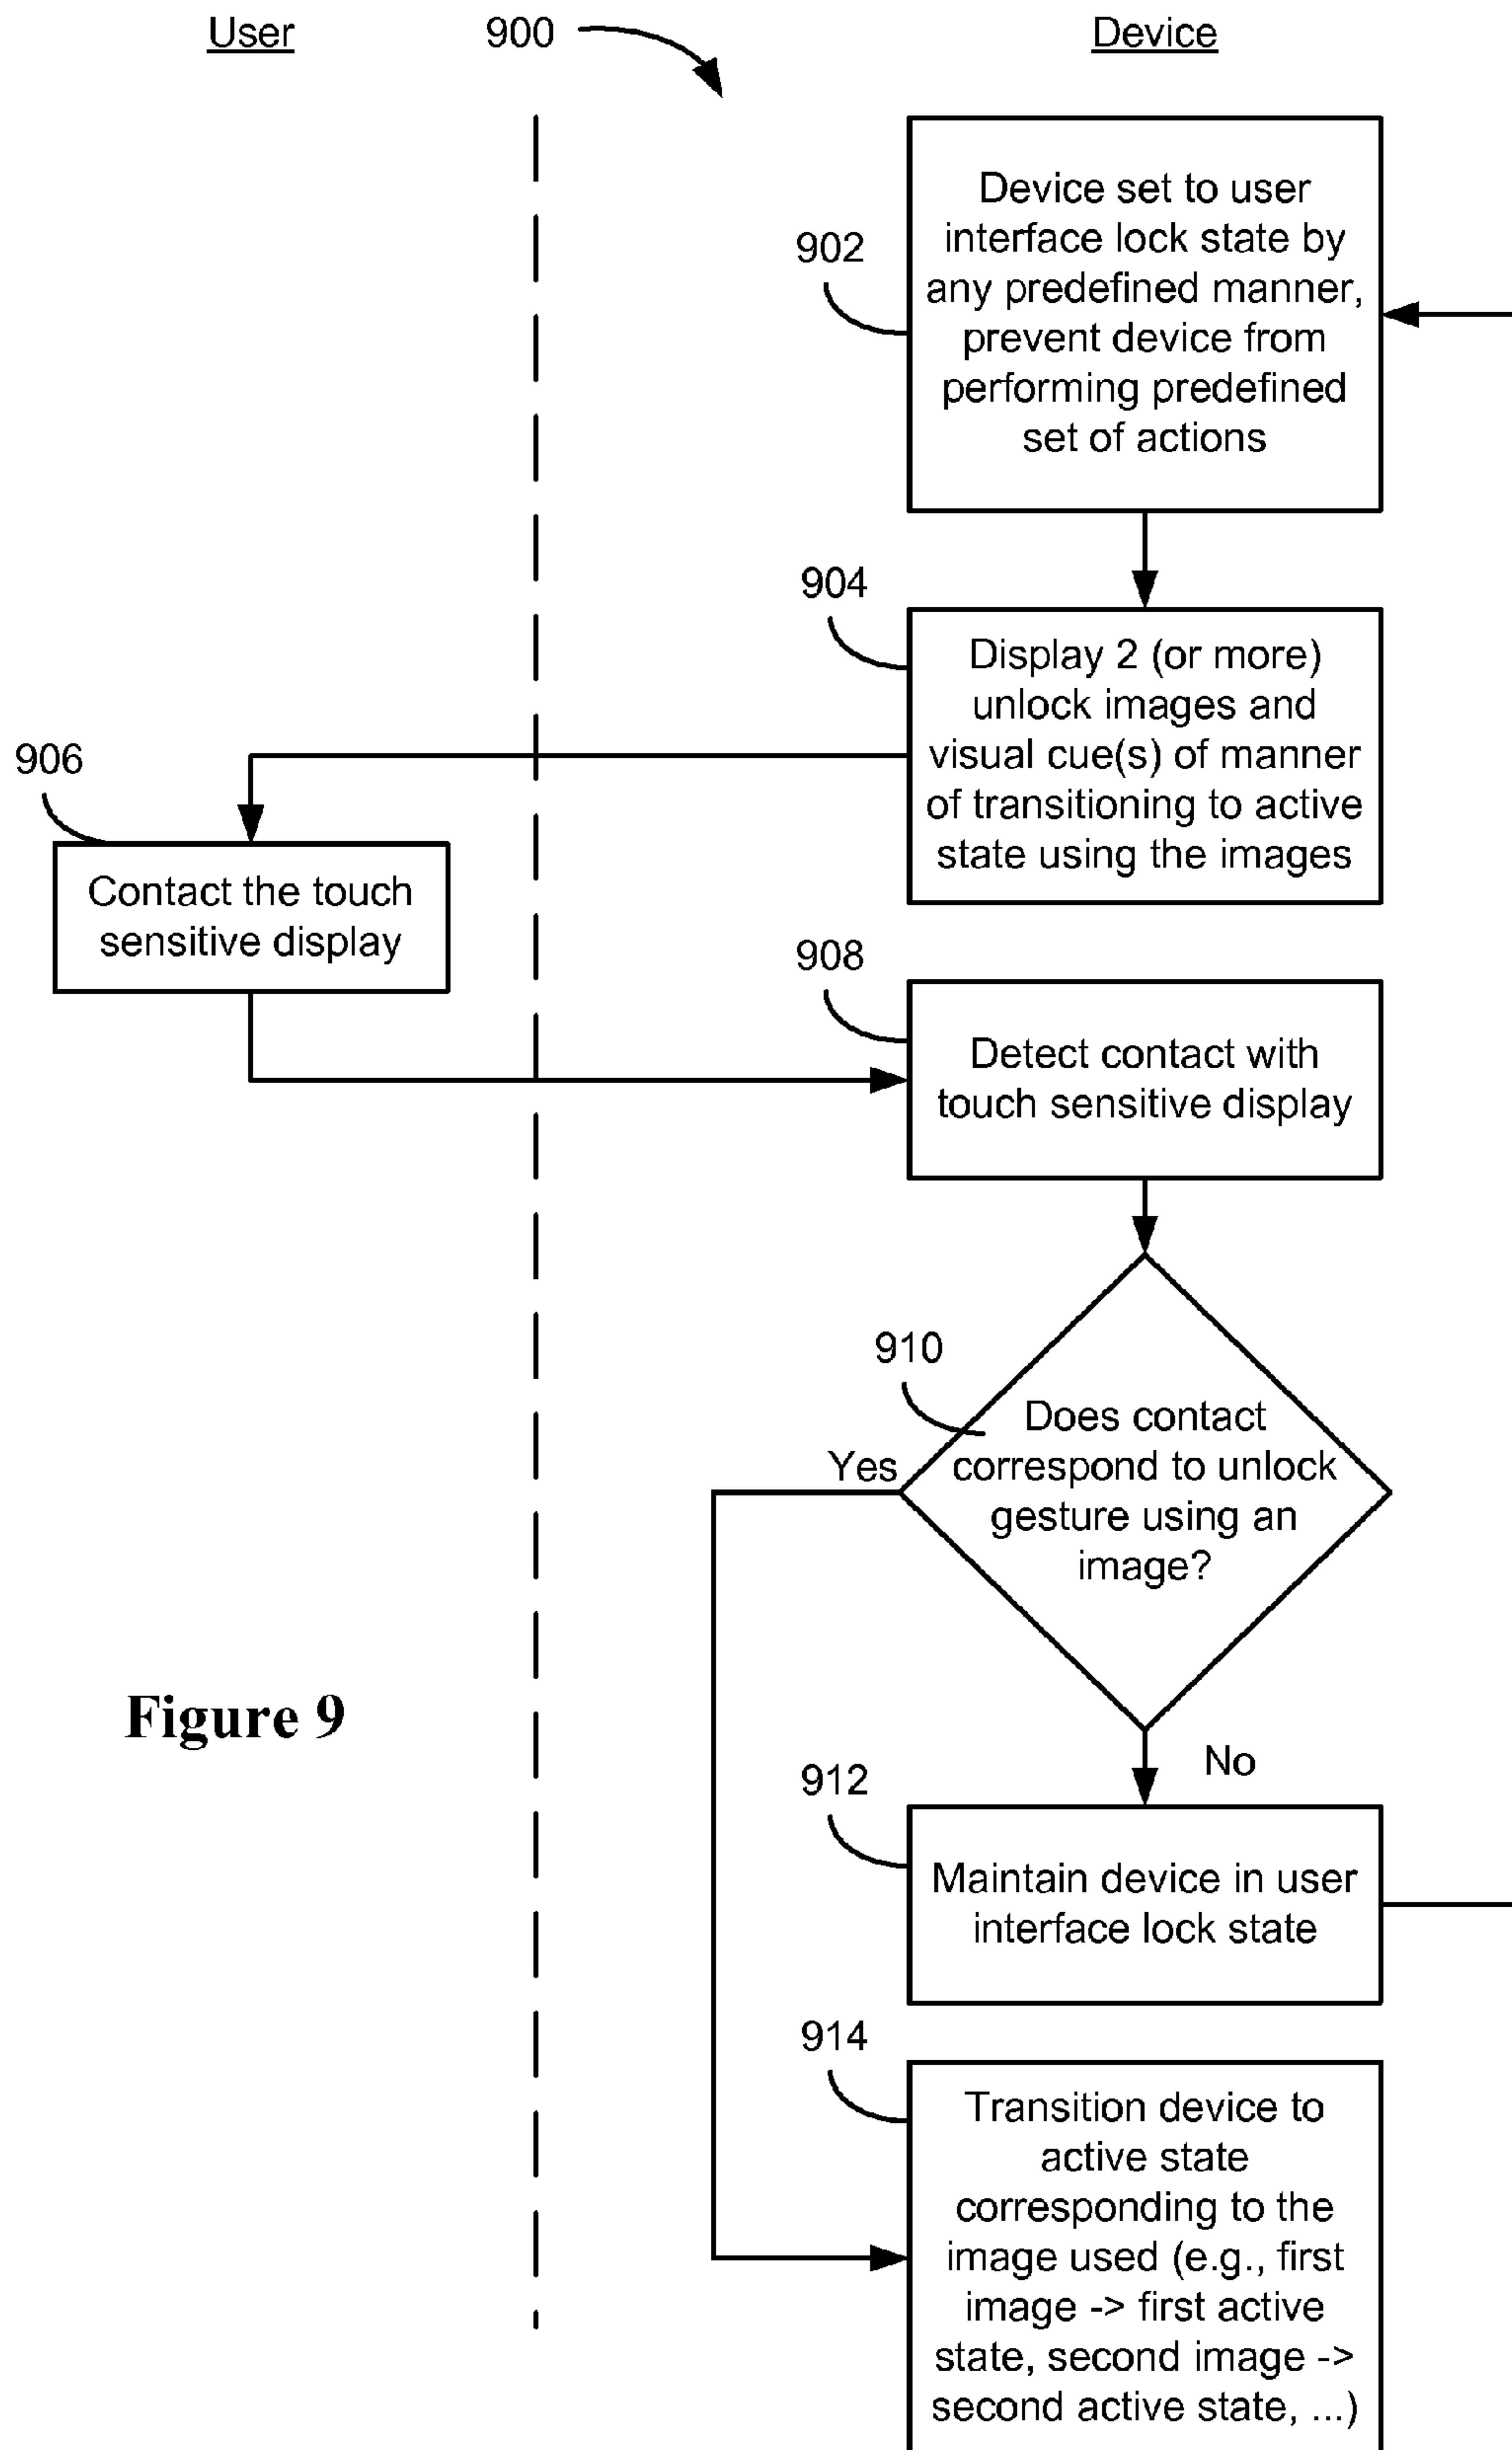 User
900
Device
902
Device set to user
interface lock state by
any predefined manner,
prevent device from
performing predefined
set of actions
904
Display 2 (or more)
unlock images and
visual cue(s) of manner
of transitioning to active
state using the images
906
Contact the touch
sensitive display
908
Detect contact with
touch sensitive display
910
Does contact
correspond to unlock
gesture using an
image?
Yes
No
Figure 9
912
Maintain device in user
interface lock state
914
Transition device to
active state
corresponding to the
image used (e.g., first
image -> first active
state, second image ->
second active state, ...)